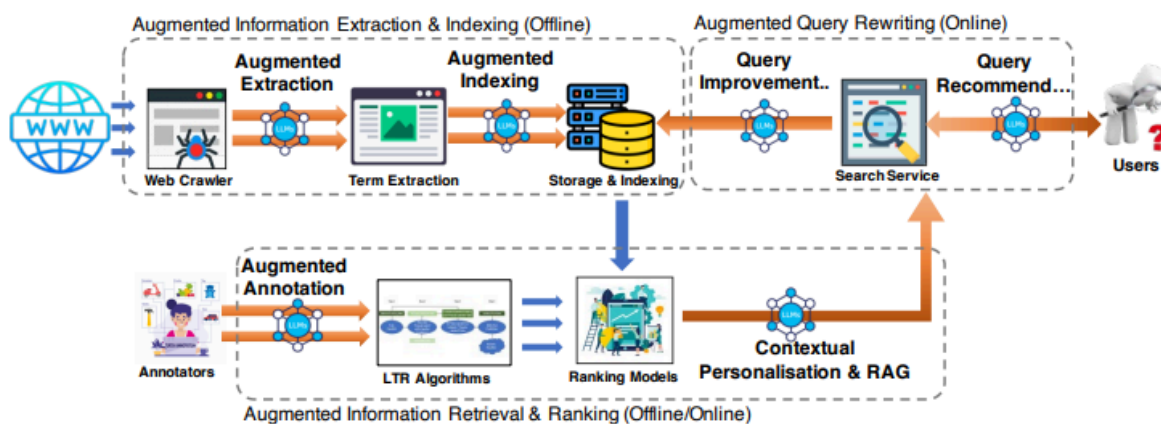 Augmented Information Extraction & Indexing (Offline)
Augmented
Extraction
Augmented
Indexing
WWW
LLMs
LLMs
Web Crawler
Term Extraction
Storage & Indexing
Augmented Query Rewriting (Online)
Query
Improvement..
Query
Recommend...
LLMs
LLMs
Search Service
?
Users
Augmented
Annotation
LLMs
Annotators
LTR Algorithms
Ranking Models
LLMs
Contextual
Personalisation & RAG
Augmented Information Retrieval & Ranking (Offline/Online)